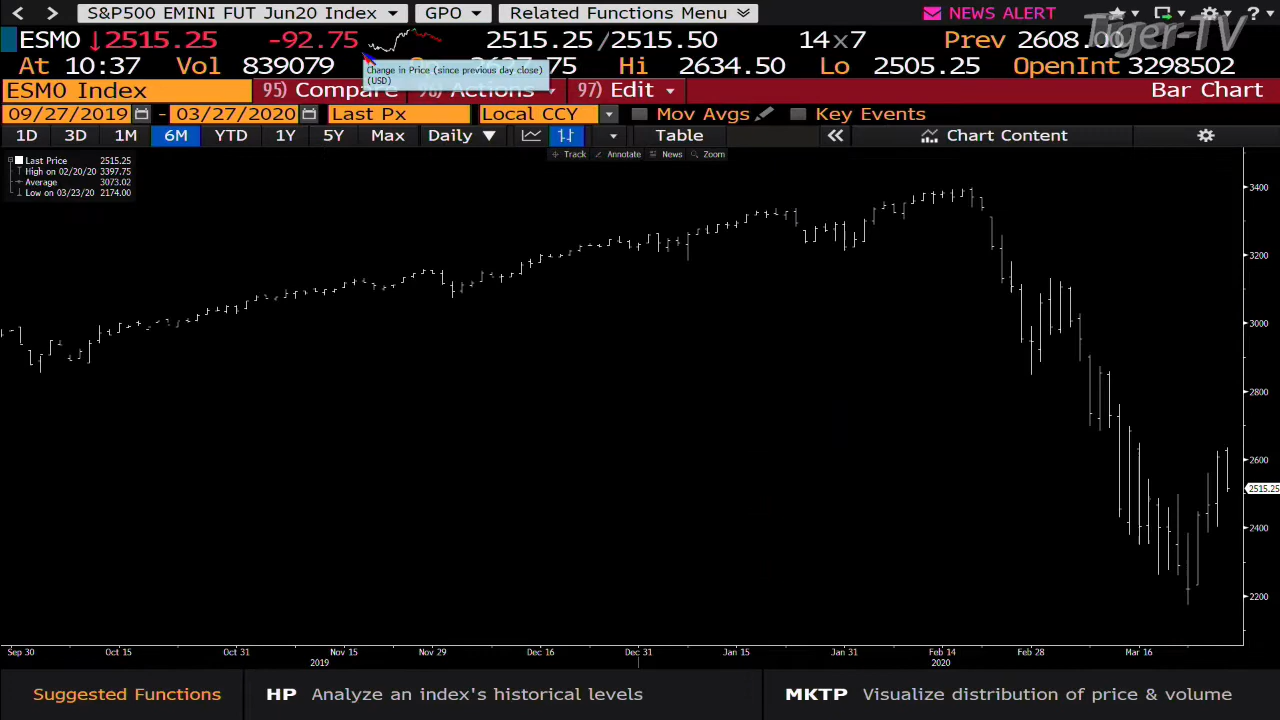 S&P500 EMINI FUT Jun20 Index GPO Related Functions Menu NEWS ALERT
ESM0 ↓2515.25 -92.75 2515.25/2515.50 14x7 Prev 2608.00
Tiger-TV
At 10:37 Vol 839079 Hi 2634.50 Lo 2505.25 OpenInt 3298502
Change in Price (since previous day close)
(USD)
ESM0 Index 95) Compare 96) Actions 97) Edit Bar Chart
09/27/2019 - 03/27/2020 Last Px Local CCY Mov Avgs Key Events
1D 3D 1M 6M YTD 1Y 5Y Max Daily ▼ Table « Chart Content
Track Annotate News Zoom
Last Price 2515.25
High on 02/20/20 3397.75
Average 3073.02
Low on 03/23/20 2174.00
3400
3200
3000
2800
2600
2515.25
2400
2200
Sep 30 Oct 15 Oct 31 Nov 15 Nov 29 Dec 16 Dec 31 Jan 15 Jan 31 Feb 14 Feb 28 Mar 16
2019 2020
Suggested Functions HP Analyze an index's historical levels MKTP Visualize distribution of price & volume